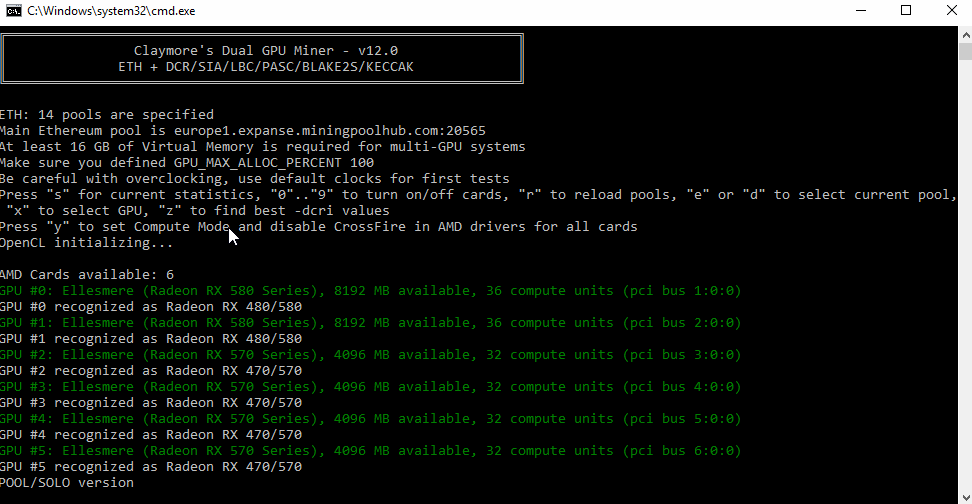 C:\Windows\system32\cmd.exe
Claymore's Dual GPU Miner - v12.0
ETH + DCR/SIA/LBC/PASC/BLAKE2S/KECCAK
ETH: 14 pools are specified
Main Ethereum pool is europe1.expanse.miningpoolhub.com:20565
At least 16 GB of Virtual Memory is required for multi-GPU systems
Make sure you defined GPU_MAX_ALLOC_PERCENT 100
Be careful with overclocking, use default clocks for first tests
Press "s" for current statistics, "0".."9" to turn on/off cards, "r" to reload pools, "e" or "d" to select current pool,
"x" to select GPU, "z" to find best -dcri values
Press "y" to set Compute Mode and disable CrossFire in AMD drivers for all cards
OpenCL initializing...
AMD Cards available: 6
GPU #0: Ellesmere (Radeon RX 580 Series), 8192 MB available, 36 compute units (pci bus 1:0:0)
GPU #0 recognized as Radeon RX 480/580
GPU #1: Ellesmere (Radeon RX 580 Series), 8192 MB available, 36 compute units (pci bus 2:0:0)
GPU #1 recognized as Radeon RX 480/580
GPU #2: Ellesmere (Radeon RX 570 Series), 4096 MB available, 32 compute units (pci bus 3:0:0)
GPU #2 recognized as Radeon RX 470/570
GPU #3: Ellesmere (Radeon RX 570 Series), 4096 MB available, 32 compute units (pci bus 4:0:0)
GPU #3 recognized as Radeon RX 470/570
GPU #4: Ellesmere (Radeon RX 570 Series), 4096 MB available, 32 compute units (pci bus 5:0:0)
GPU #4 recognized as Radeon RX 470/570
GPU #5: Ellesmere (Radeon RX 570 Series), 4096 MB available, 32 compute units (pci bus 6:0:0)
GPU #5 recognized as Radeon RX 470/570
POOL/SOLO version